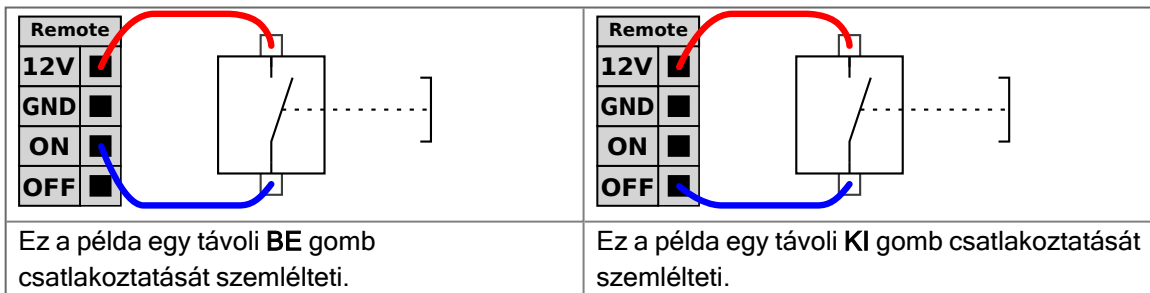 Remote
12V
GND
ON
OFF
Ez a példa egy távoli BE gomb
csatlakoztatását szemlélteti.
Remote
12V
GND
ON
OFF
Ez a példa egy távoli KI gomb csatlakoztatását
szemlélteti.